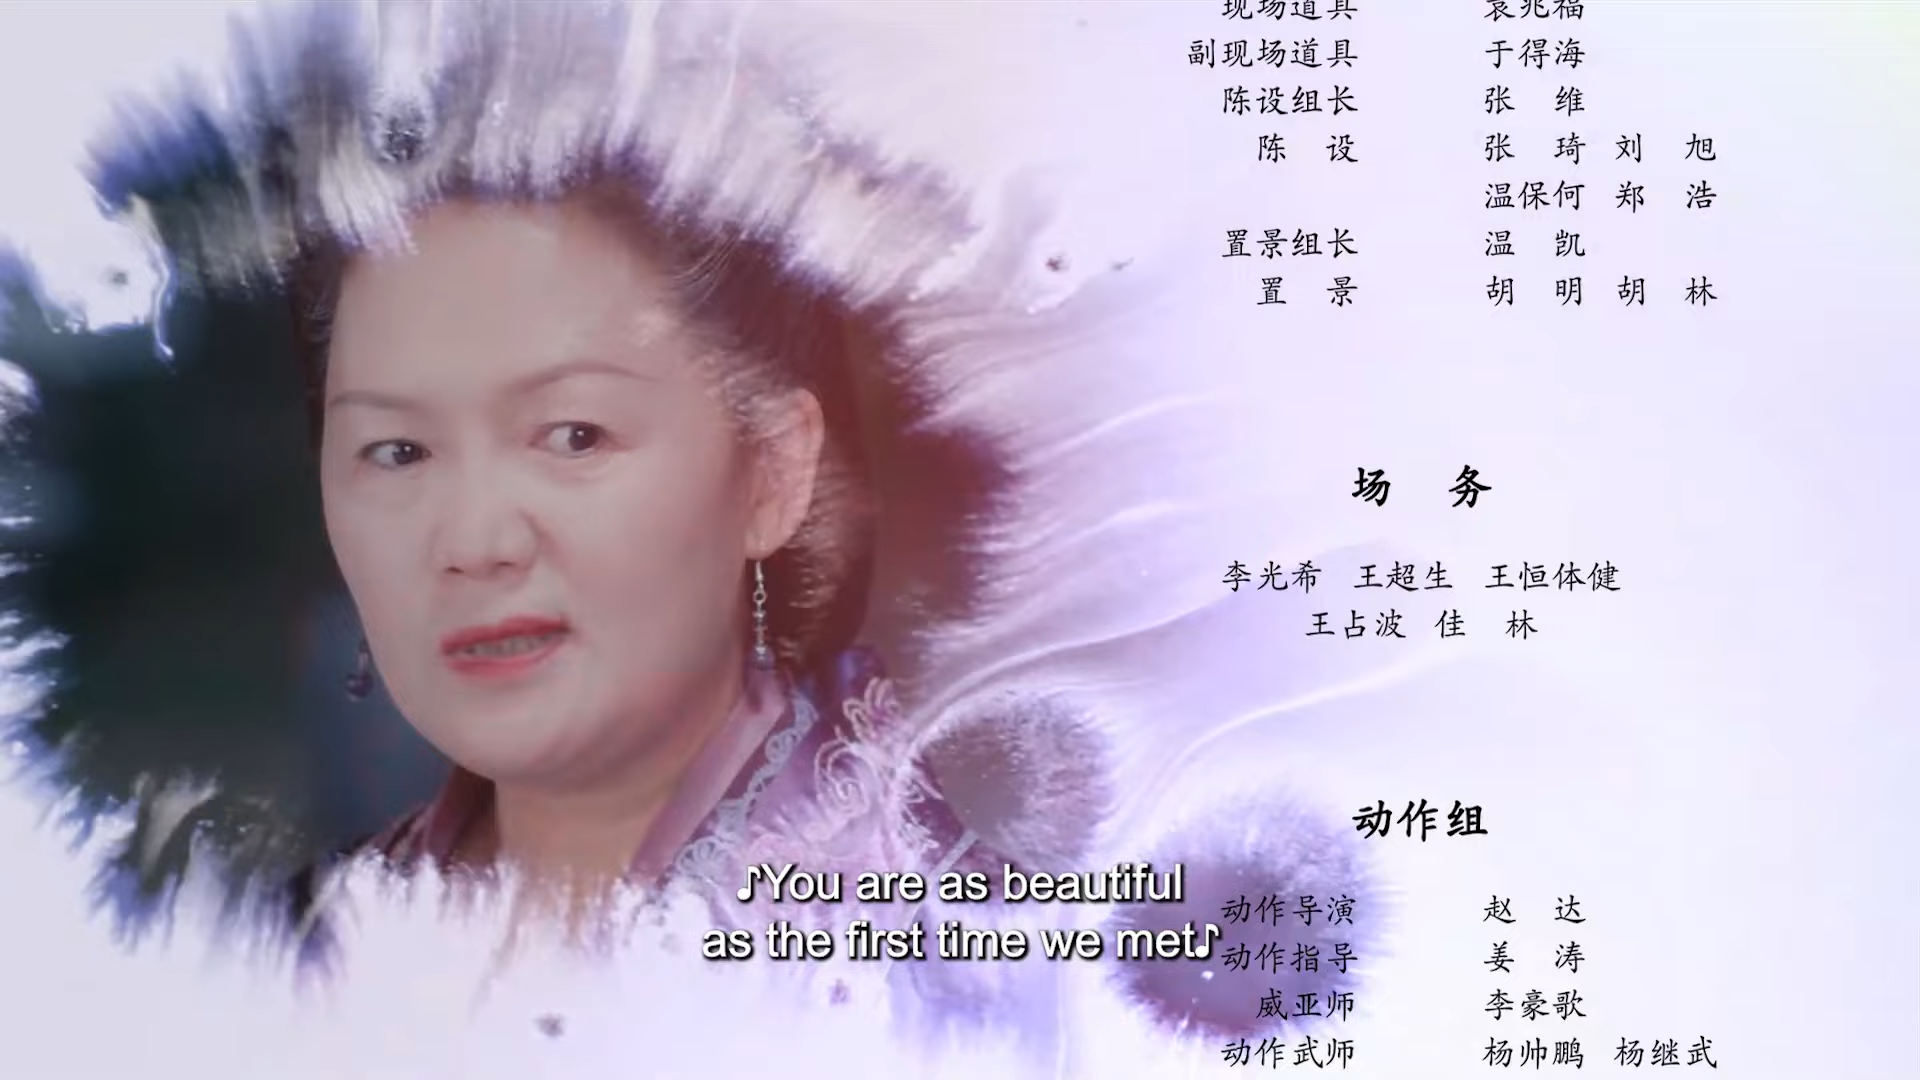 现场道具 袁兆福
副现场道具 于得海
陈设组长 张 维
陈 设 张 琦 刘 旭
温保何 郑 浩
置景组长 温 凯
置 景 胡 明 胡 林
场 务
李光希 王超生 王恒体健
王占波 佳 林
动作组
♪You are as beautiful
as the first time we met♪
动作导演 赵 达
动作指导 姜 涛
威亚师 李豪歌
动作武师 杨帅鹏 杨继武